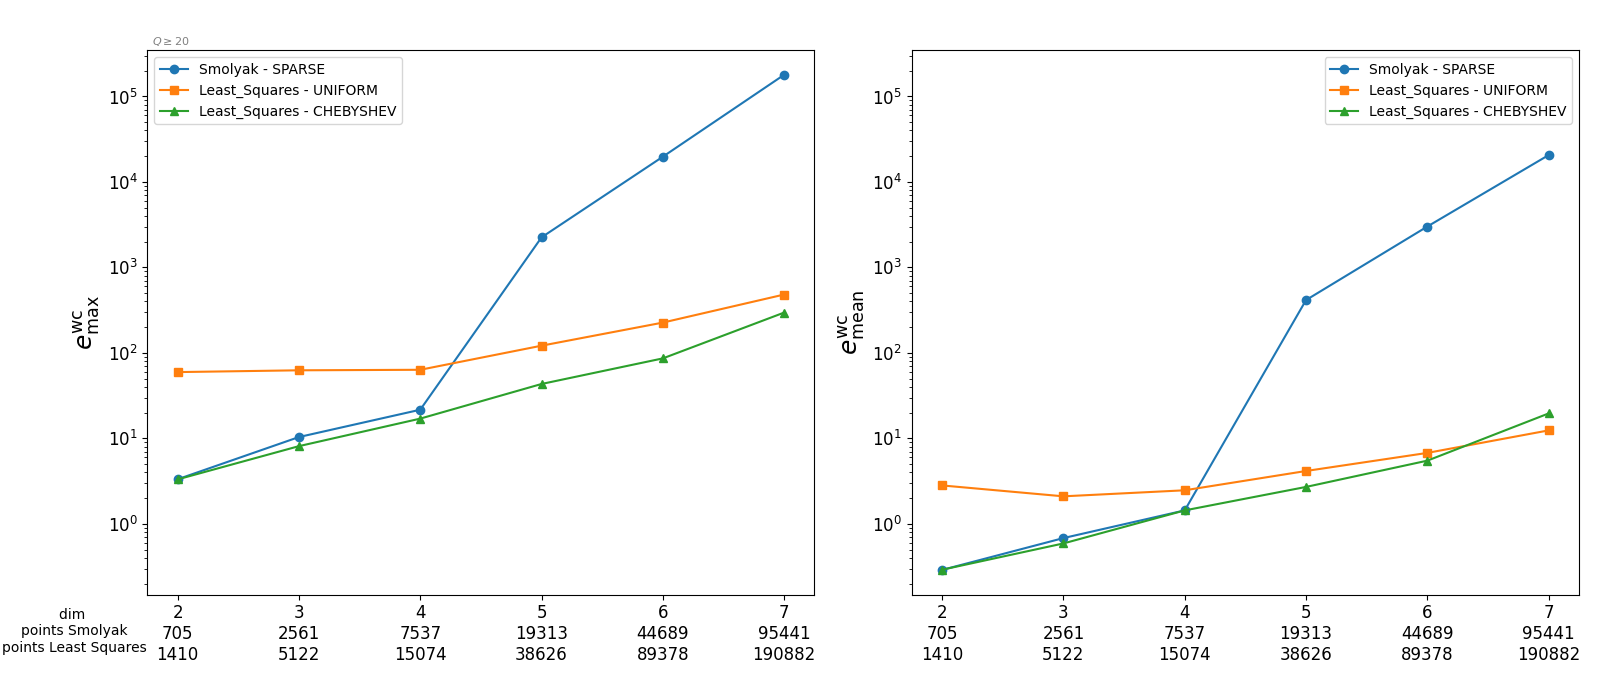 Q ≥ 20
Smolyak - SPARSE
Least_Squares - UNIFORM
Least_Squares - CHEBYSHEV
10^5
10^4
10^3
10^2
10^1
10^0
e^wc_max
dim
points Smolyak
points Least Squares
2 3 4 5 6 7
705 2561 7537 19313 44689 95441
1410 5122 15074 38626 89378 190882
Smolyak - SPARSE
Least_Squares - UNIFORM
Least_Squares - CHEBYSHEV
10^5
10^4
10^3
10^2
10^1
10^0
e^wc_mean
2 3 4 5 6 7
705 2561 7537 19313 44689 95441
1410 5122 15074 38626 89378 190882